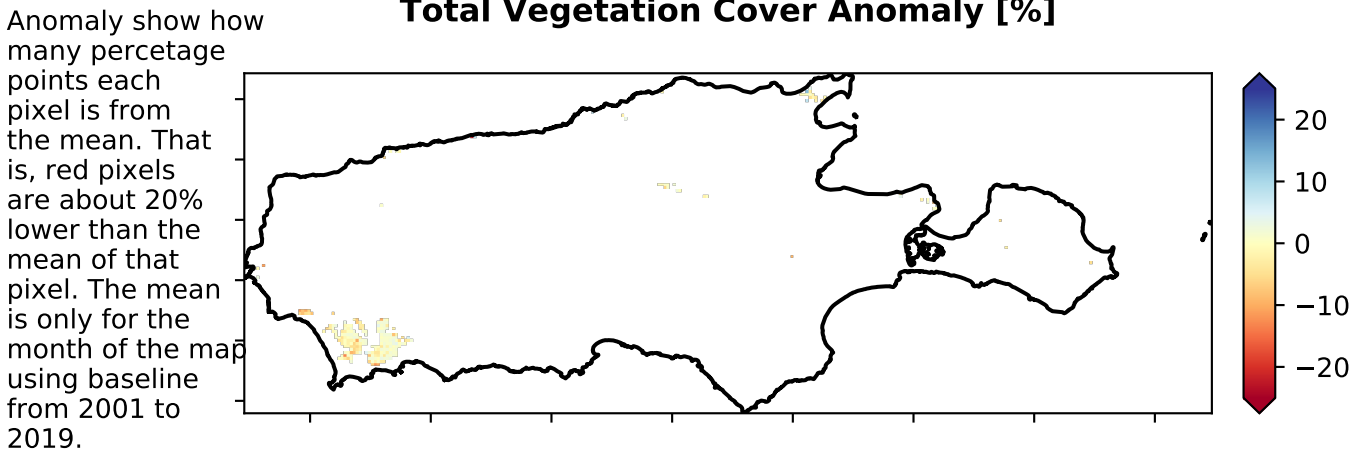 Total Vegetation Cover Anomaly [%]
Anomaly show how
many percetage
points each
pixel is from
the mean. That
is, red pixels
are about 20%
lower than the
mean of that
pixel. The mean
is only for the
month of the map
using baseline
from 2001 to
2019.
20
10
0
−10
−20